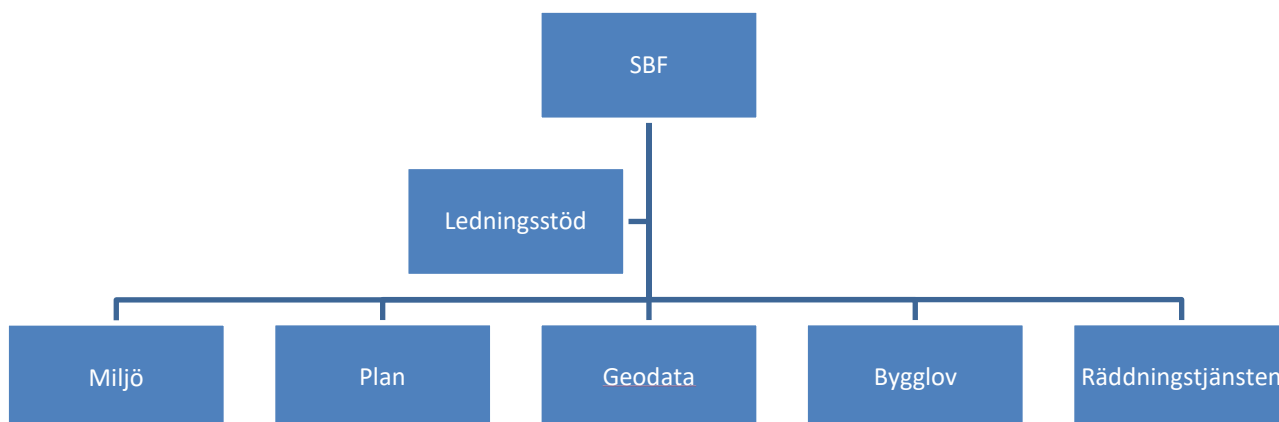 SBF
Ledningsstöd
Miljö
Plan
Geodata
Bygglov
Räddningstjänsten